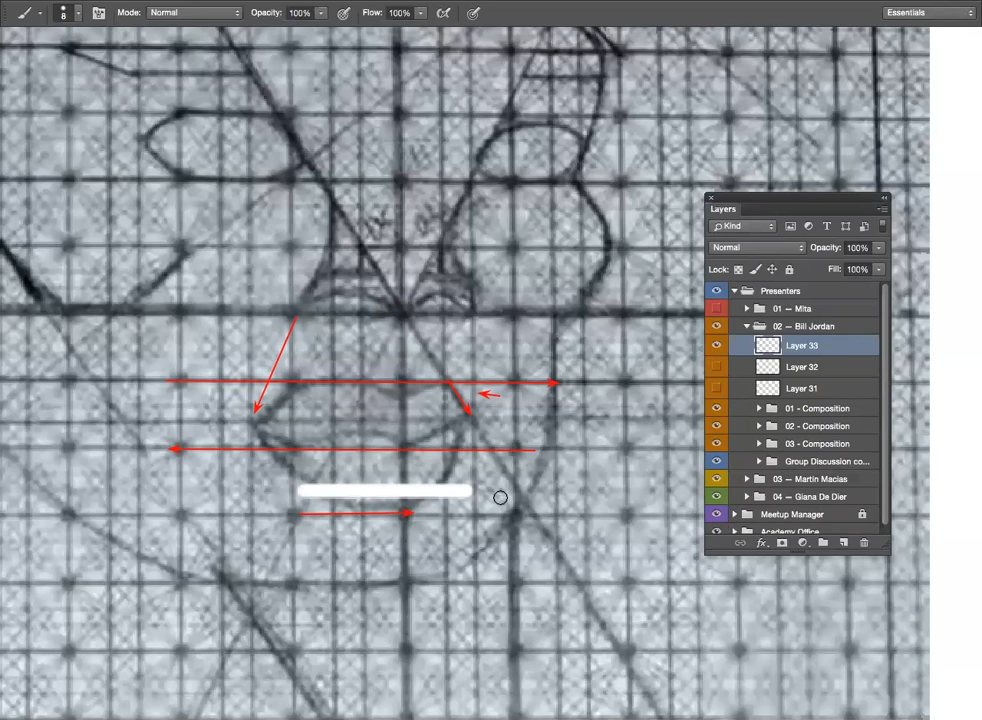 8 Mode: Normal Opacity: 100% Flow: 100% Essentials
Layers
Kind
Normal Opacity: 100%
Lock: Fill: 100%
Presenters
01 — Mita
02 — Bill Jordan
Layer 33
Layer 32
Layer 31
01 - Composition
02 - Composition
03 - Composition
Group Discussion co...
03 — Martin Macias
04 — Giana De Dier
Meetup Manager
Academy Office
fx